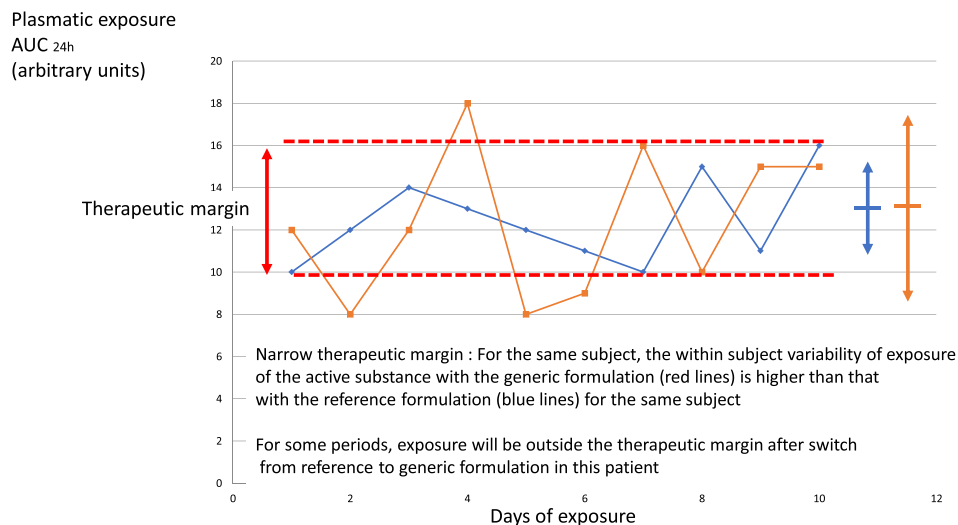 Plasmatic exposure
AUC 24h
(arbitrary units)
20
18
16
14
Therapeutic margin
12
10
8
6
Narrow therapeutic margin : For the same subject, the within subject variability of exposure
of the active substance with the generic formulation (red lines) is higher than that
4
with the reference formulation (blue lines) for the same subject
2
For some periods, exposure will be outside the therapeutic margin after switch
from reference to generic formulation in this patient
0
0 2 4 6 8 10 12
Days of exposure